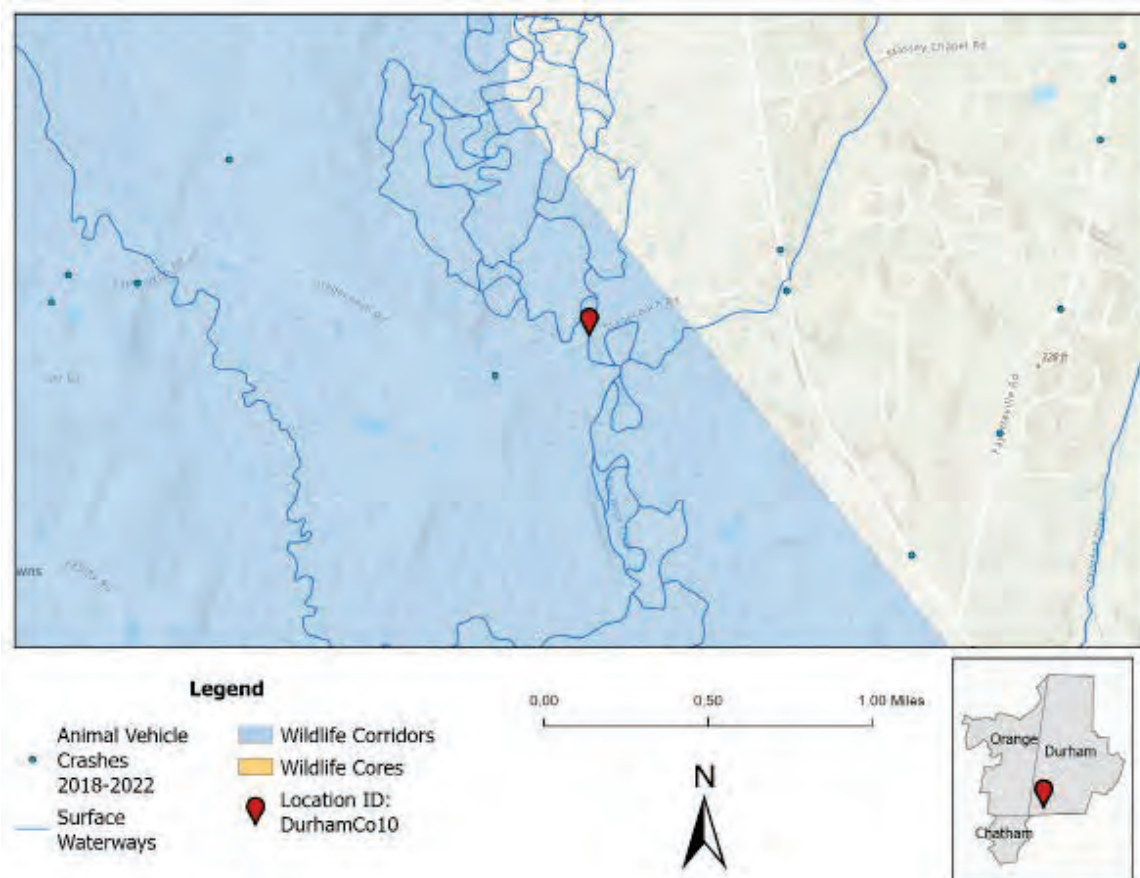 Massey Chapel Rd
328 ft
Fayetteville Rd
wns
Legend
Animal Vehicle
Crashes
2018-2022
Surface
Waterways
Wildlife Corridors
Wildlife Cores
Location ID:
DurhamCo10
0.00
0.50
1.00 Miles
N
Orange
Durham
Chatham